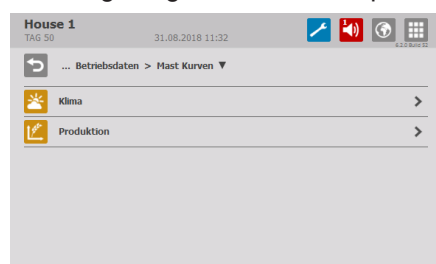 House 1
TAG 50
31.08.2018 11:32
1
... Betriebsdaten > Mast Kurven ▼
Klima
Produktion